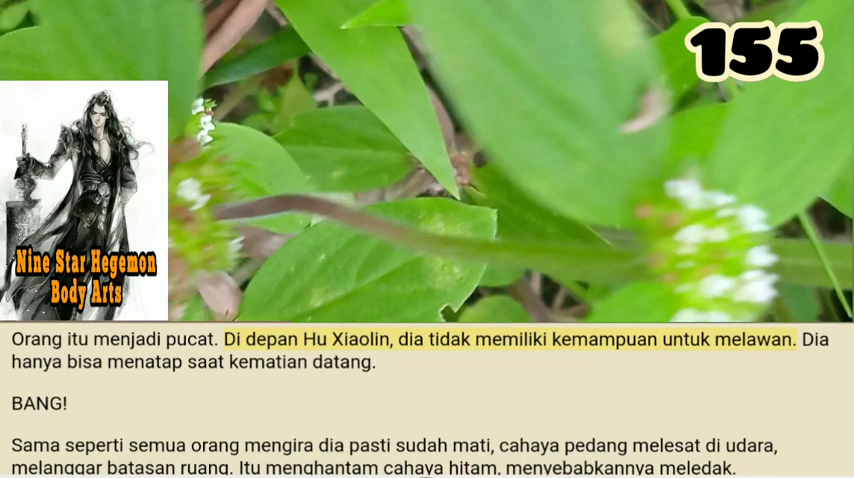 155
Nine Star Hegemon
Body Arts
Orang itu menjadi pucat. Di depan Hu Xiaolin, dia tidak memiliki kemampuan untuk melawan. Dia
hanya bisa menatap saat kematian datang.
BANG!
Sama seperti semua orang mengira dia pasti sudah mati, cahaya pedang melesat di udara,
melanggar batasan ruang. Itu menghantam cahaya hitam, menyebabkannya meledak.